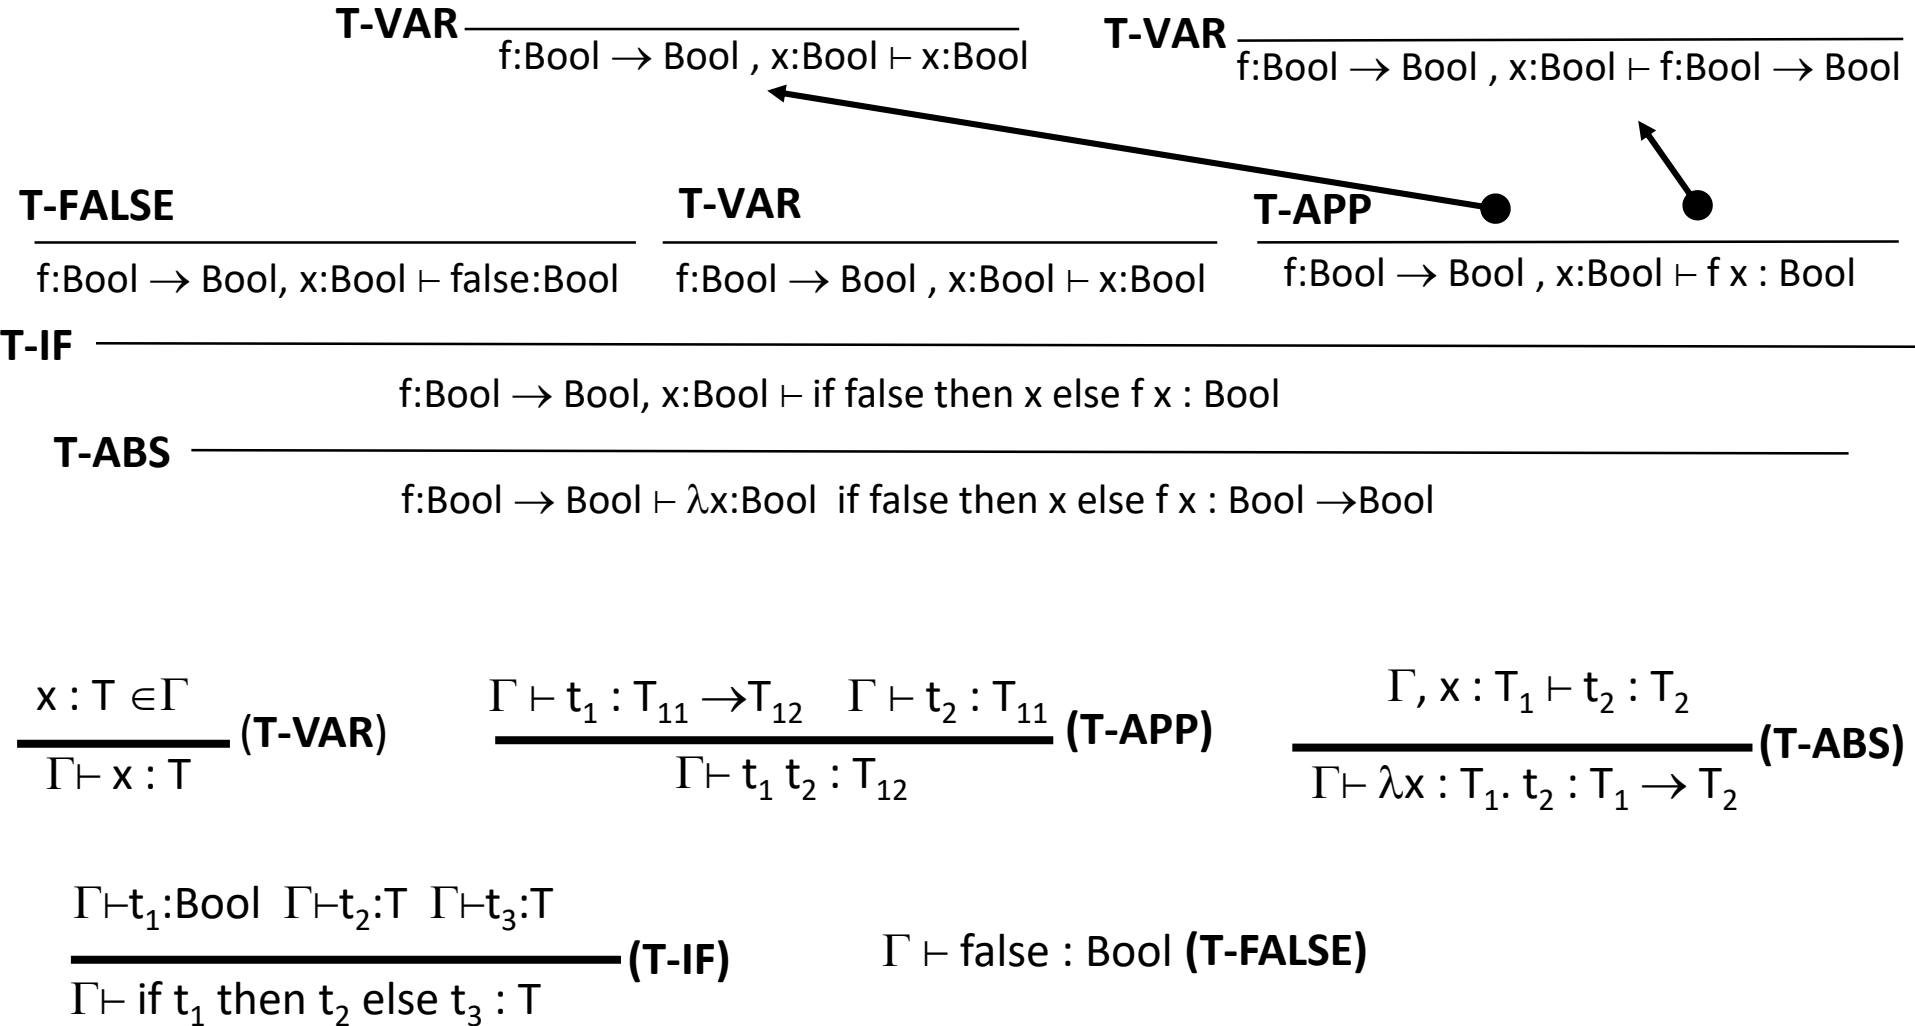 T-VAR
f:Bool → Bool , x:Bool ⊢ x:Bool
T-VAR
f:Bool → Bool , x:Bool ⊢ f:Bool → Bool
T-FALSE
f:Bool → Bool, x:Bool ⊢ false:Bool
T-VAR
f:Bool → Bool , x:Bool ⊢ x:Bool
T-APP
f:Bool → Bool , x:Bool ⊢ f x : Bool
T-IF
f:Bool → Bool, x:Bool ⊢ if false then x else f x : Bool
T-ABS
f:Bool → Bool ⊢ λx:Bool if false then x else f x : Bool →Bool
x : T ∈Γ
(T-VAR)
Γ⊢ x : T
Γ ⊢ t₁ : T₁₁ →T₁₂ Γ ⊢ t₂ : T₁₁
(T-APP)
Γ⊢ t₁ t₂ : T₁₂
Γ, x : T₁ ⊢ t₂ : T₂
(T-ABS)
Γ⊢ λx : T₁. t₂ : T₁ → T₂
Γ⊢t₁:Bool Γ⊢t₂:T Γ⊢t₃:T
(T-IF)
Γ⊢ if t₁ then t₂ else t₃ : T
Γ ⊢ false : Bool (T-FALSE)